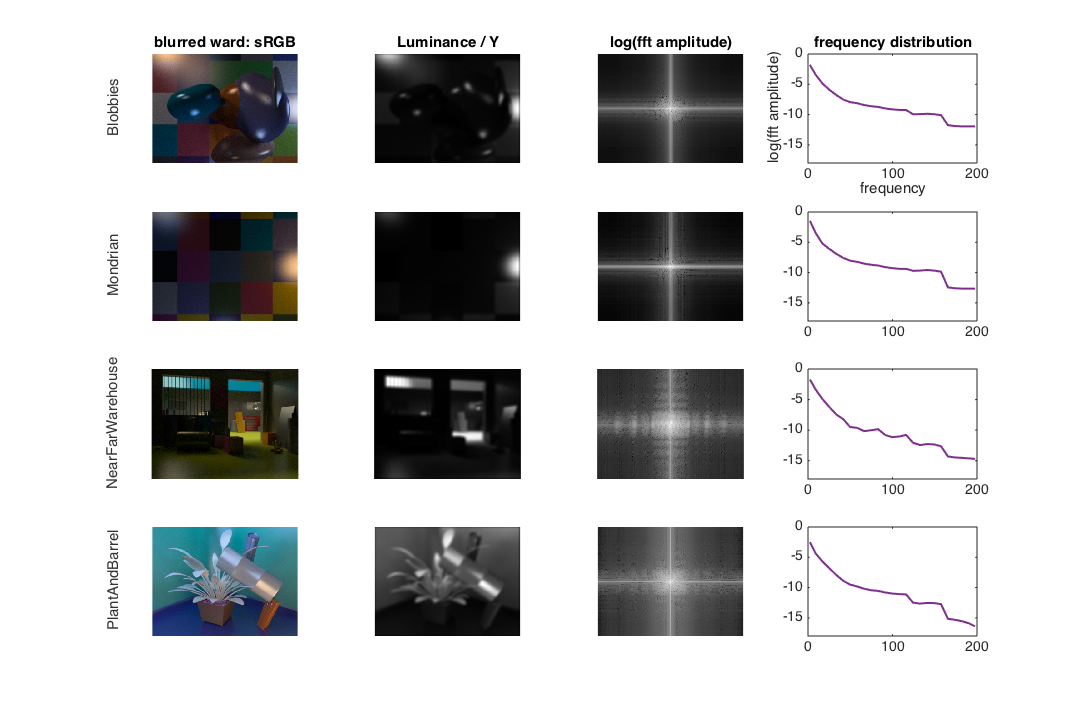 blurred ward: sRGB
Luminance / Y
log(fft amplitude)
frequency distribution
Blobbies
log(fft amplitude)
0
-5
-10
-15
0
100
200
frequency
Mondrian
0
-5
-10
-15
0
100
200
NearFarWarehouse
0
-5
-10
-15
0
100
200
PlantAndBarrel
0
-5
-10
-15
0
100
200